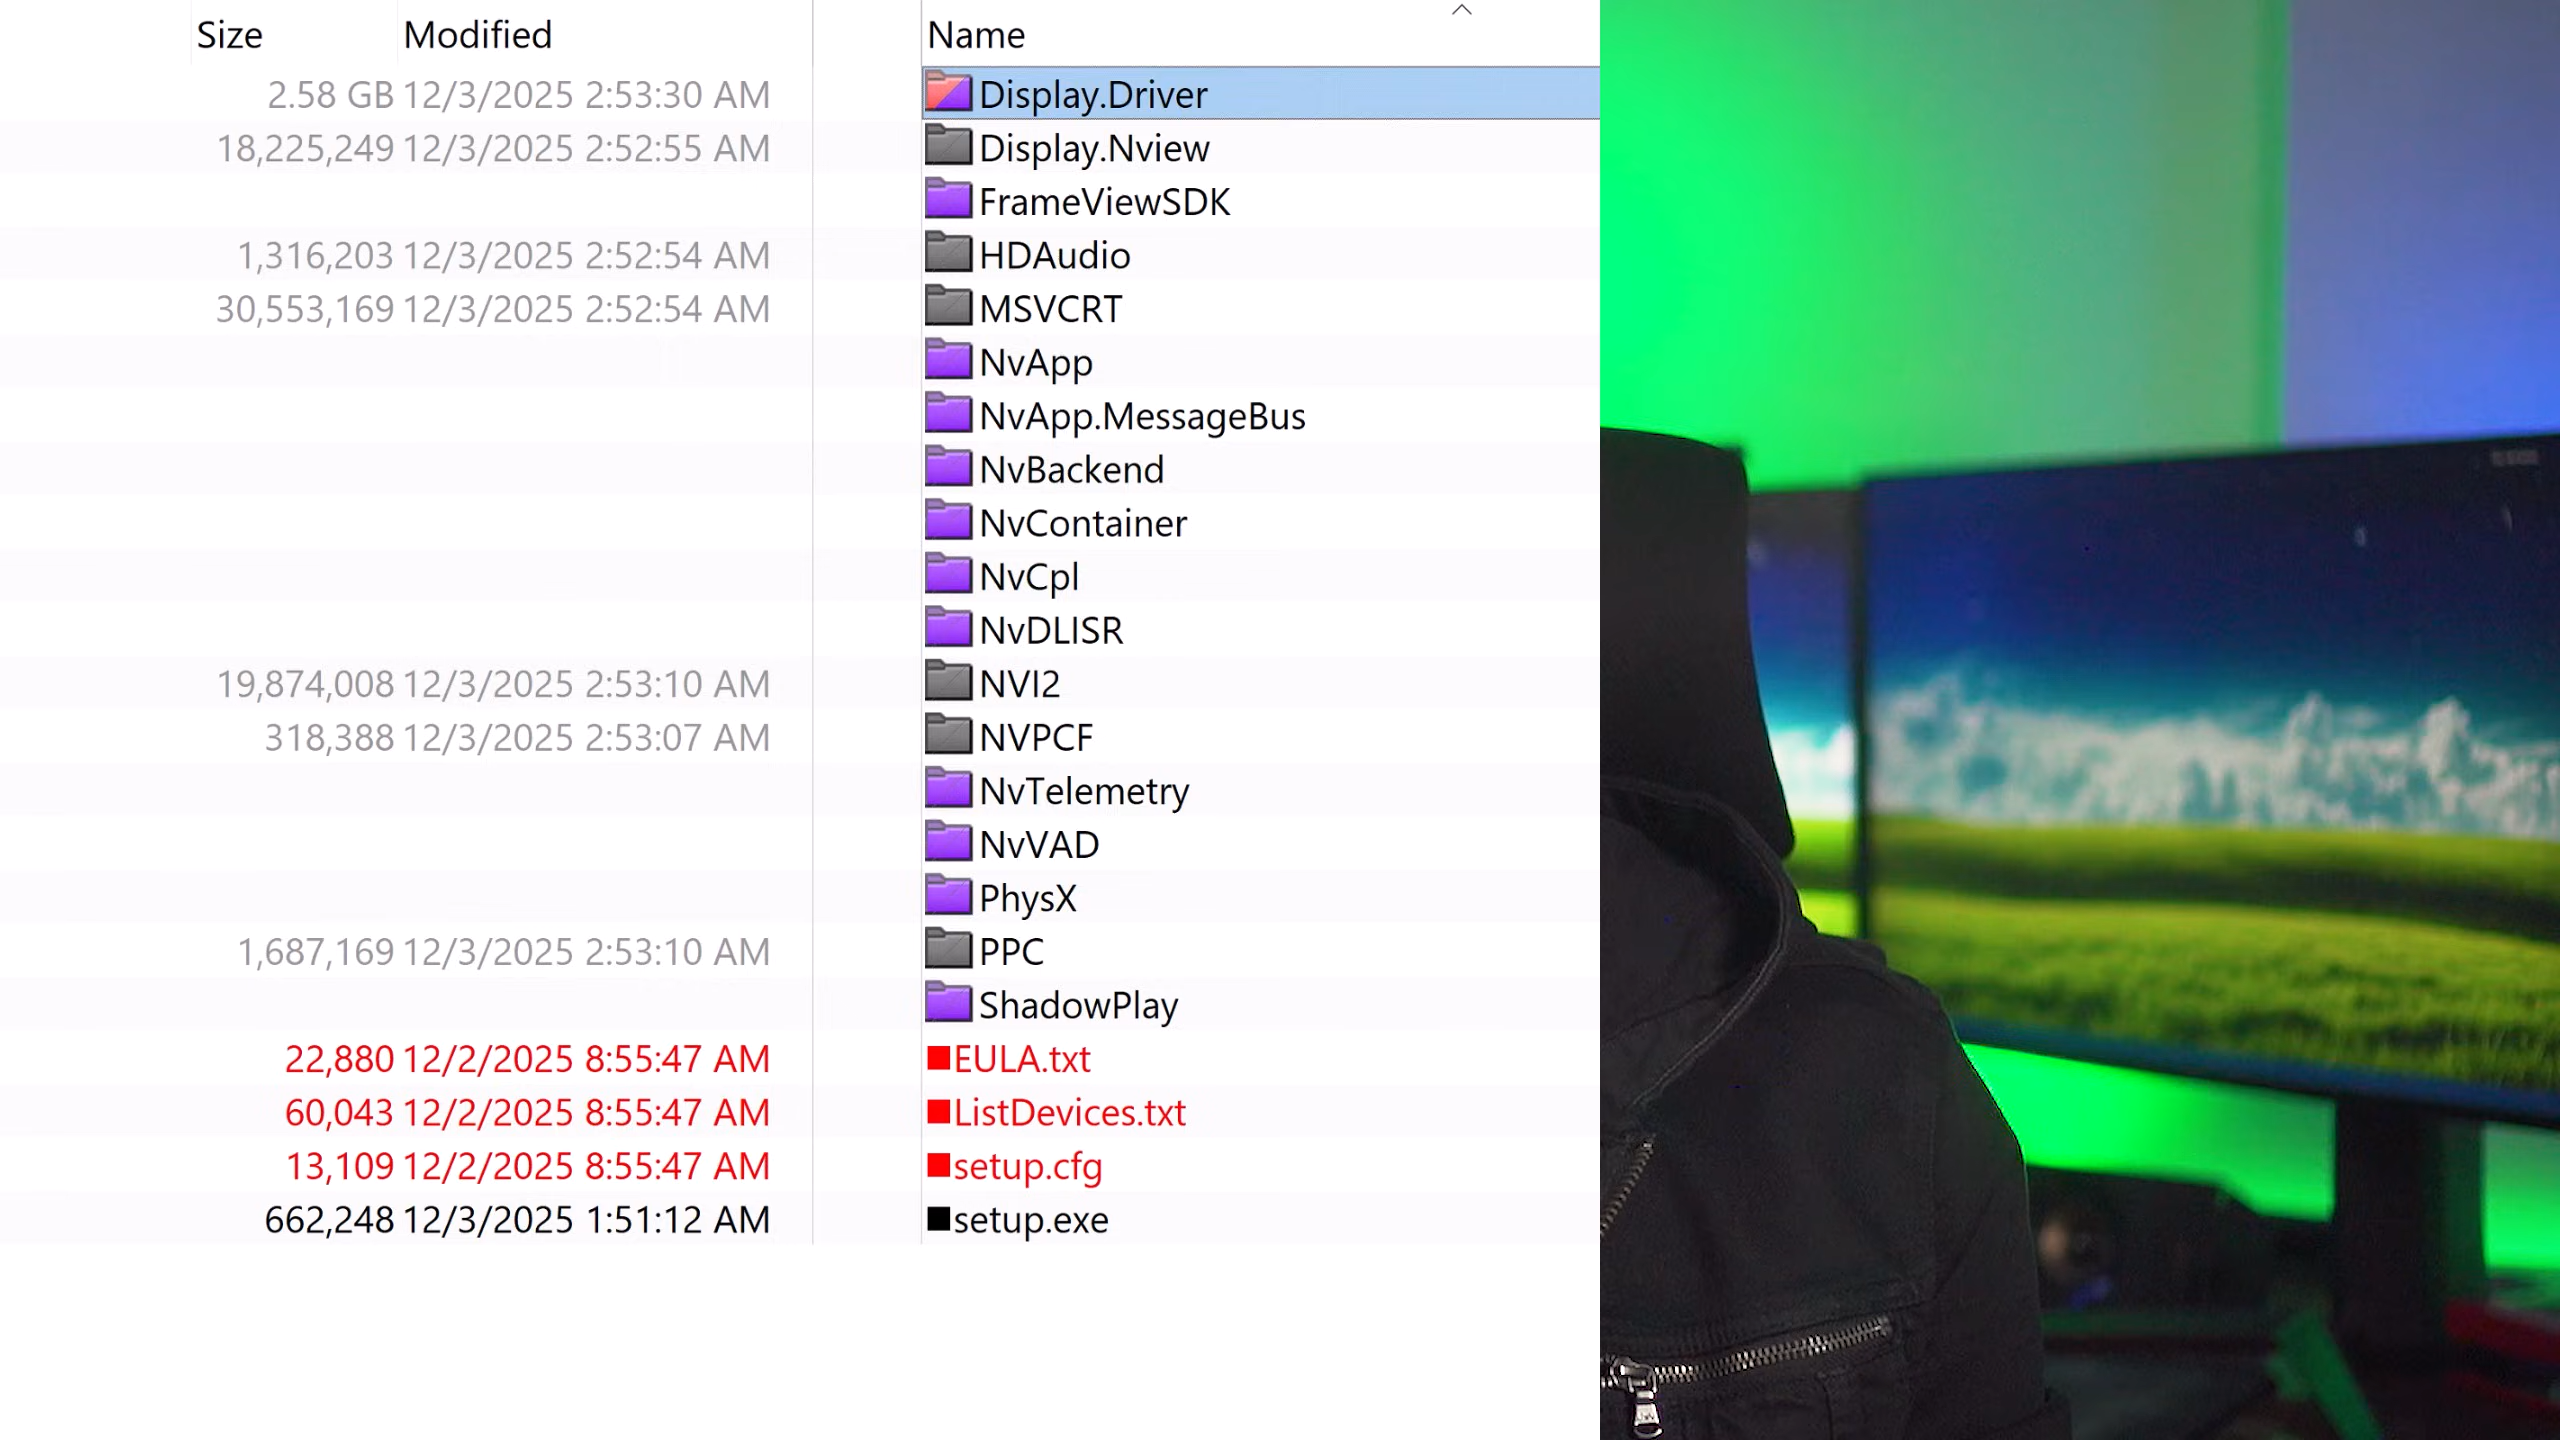 Size Modified Name
2.58 GB 12/3/2025 2:53:30 AM Display.Driver
18,225,249 12/3/2025 2:52:55 AM Display.Nview
FrameViewSDK
1,316,203 12/3/2025 2:52:54 AM HDAudio
30,553,169 12/3/2025 2:52:54 AM MSVCRT
NvApp
NvApp.MessageBus
NvBackend
NvContainer
NvCpl
NvDLISR
19,874,008 12/3/2025 2:53:10 AM NVI2
318,388 12/3/2025 2:53:07 AM NVPCF
NvTelemetry
NvVAD
PhysX
1,687,169 12/3/2025 2:53:10 AM PPC
ShadowPlay
22,880 12/2/2025 8:55:47 AM EULA.txt
60,043 12/2/2025 8:55:47 AM ListDevices.txt
13,109 12/2/2025 8:55:47 AM setup.cfg
662,248 12/3/2025 1:51:12 AM setup.exe